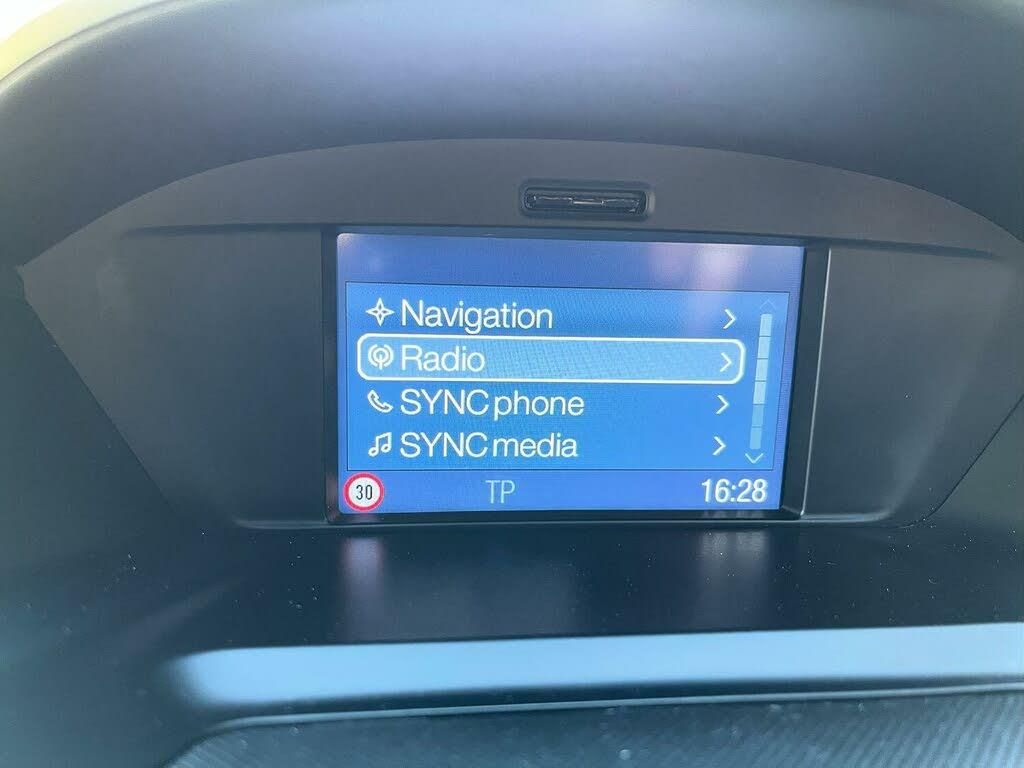 Navigation
Radio
SYNC phone
SYNC media
30 TP 16:28